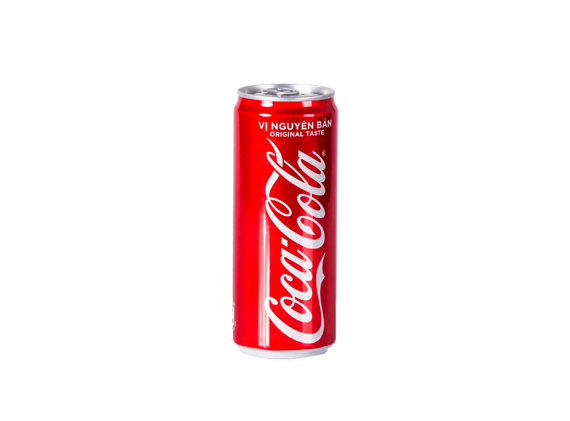 VỊ NGUYÊN BẢN
ORIGINAL TASTE
Coca-Cola